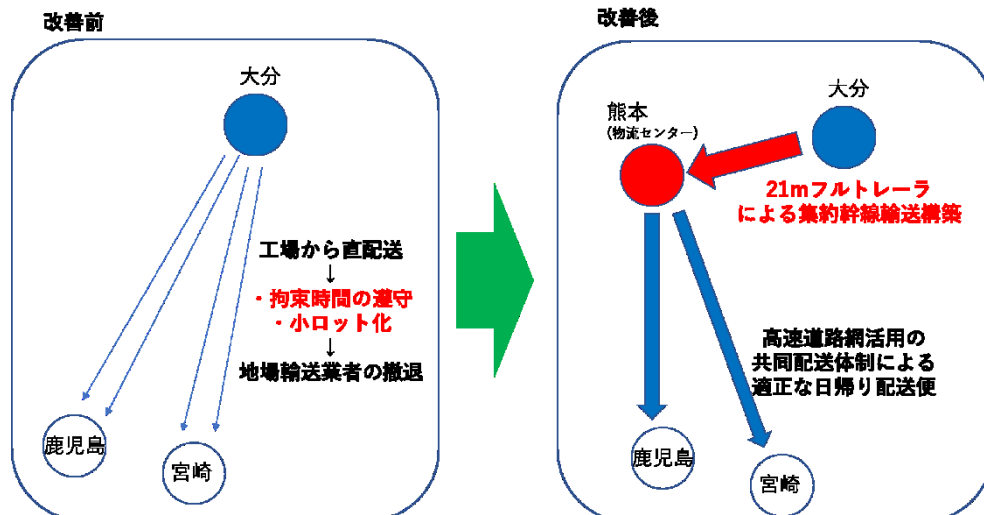 改善前
大分
工場から直配送
↓
・拘束時間の遵守
・小ロット化
↓
地場輸送業者の撤退
鹿児島
宮崎
改善後
大分
熊本
(物流センター)
21mフルトレーラ
による集約幹線輸送構築
高速道路網活用の
共同配送体制による
適正な日帰り配送便
鹿児島
宮崎